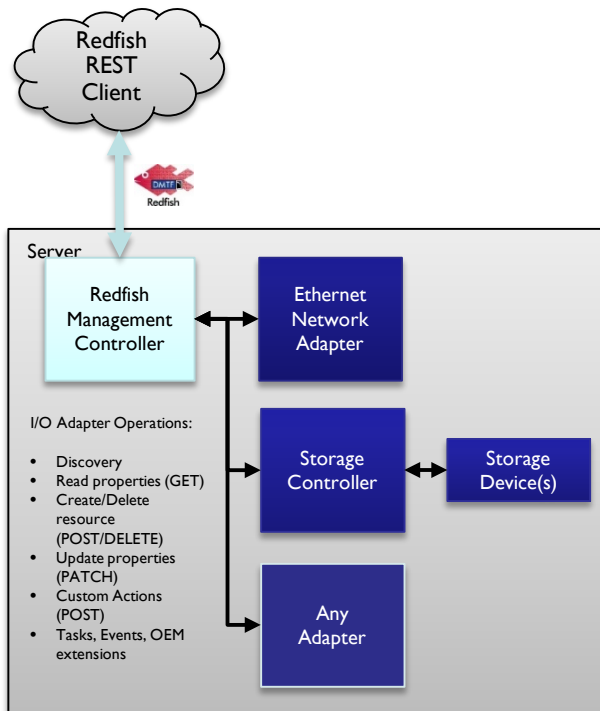 Redfish
REST
Client
DMTF
Redfish
Server
Redfish
Management
Controller
Ethernet
Network
Adapter
I/O Adapter Operations:
• Discovery
• Read properties (GET)
• Create/Delete
resource
(POST/DELETE)
• Update properties
(PATCH)
• Custom Actions
(POST)
• Tasks, Events, OEM
extensions
Storage
Controller
Storage
Device(s)
Any
Adapter